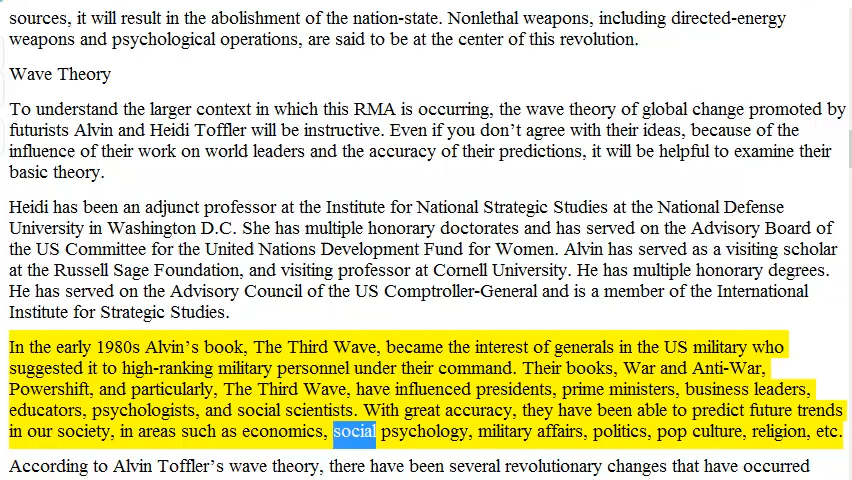 sources, it will result in the abolishment of the nation-state. Nonlethal weapons, including directed-energy
weapons and psychological operations, are said to be at the center of this revolution.
Wave Theory
To understand the larger context in which this RMA is occurring, the wave theory of global change promoted by
futurists Alvin and Heidi Toffler will be instructive. Even if you don’t agree with their ideas, because of the
influence of their work on world leaders and the accuracy of their predictions, it will be helpful to examine their
basic theory.
Heidi has been an adjunct professor at the Institute for National Strategic Studies at the National Defense
University in Washington D.C. She has multiple honorary doctorates and has served on the Advisory Board of
the US Committee for the United Nations Development Fund for Women. Alvin has served as a visiting scholar
at the Russell Sage Foundation, and visiting professor at Cornell University. He has multiple honorary degrees.
He has served on the Advisory Council of the US Comptroller-General and is a member of the International
Institute for Strategic Studies.
In the early 1980s Alvin’s book, The Third Wave, became the interest of generals in the US military who
suggested it to high-ranking military personnel under their command. Their books, War and Anti-War,
Powershift, and particularly, The Third Wave, have influenced presidents, prime ministers, business leaders,
educators, psychologists, and social scientists. With great accuracy, they have been able to predict future trends
in our society, in areas such as economics, social psychology, military affairs, politics, pop culture, religion, etc.
According to Alvin Toffler’s wave theory, there have been several revolutionary changes that have occurred